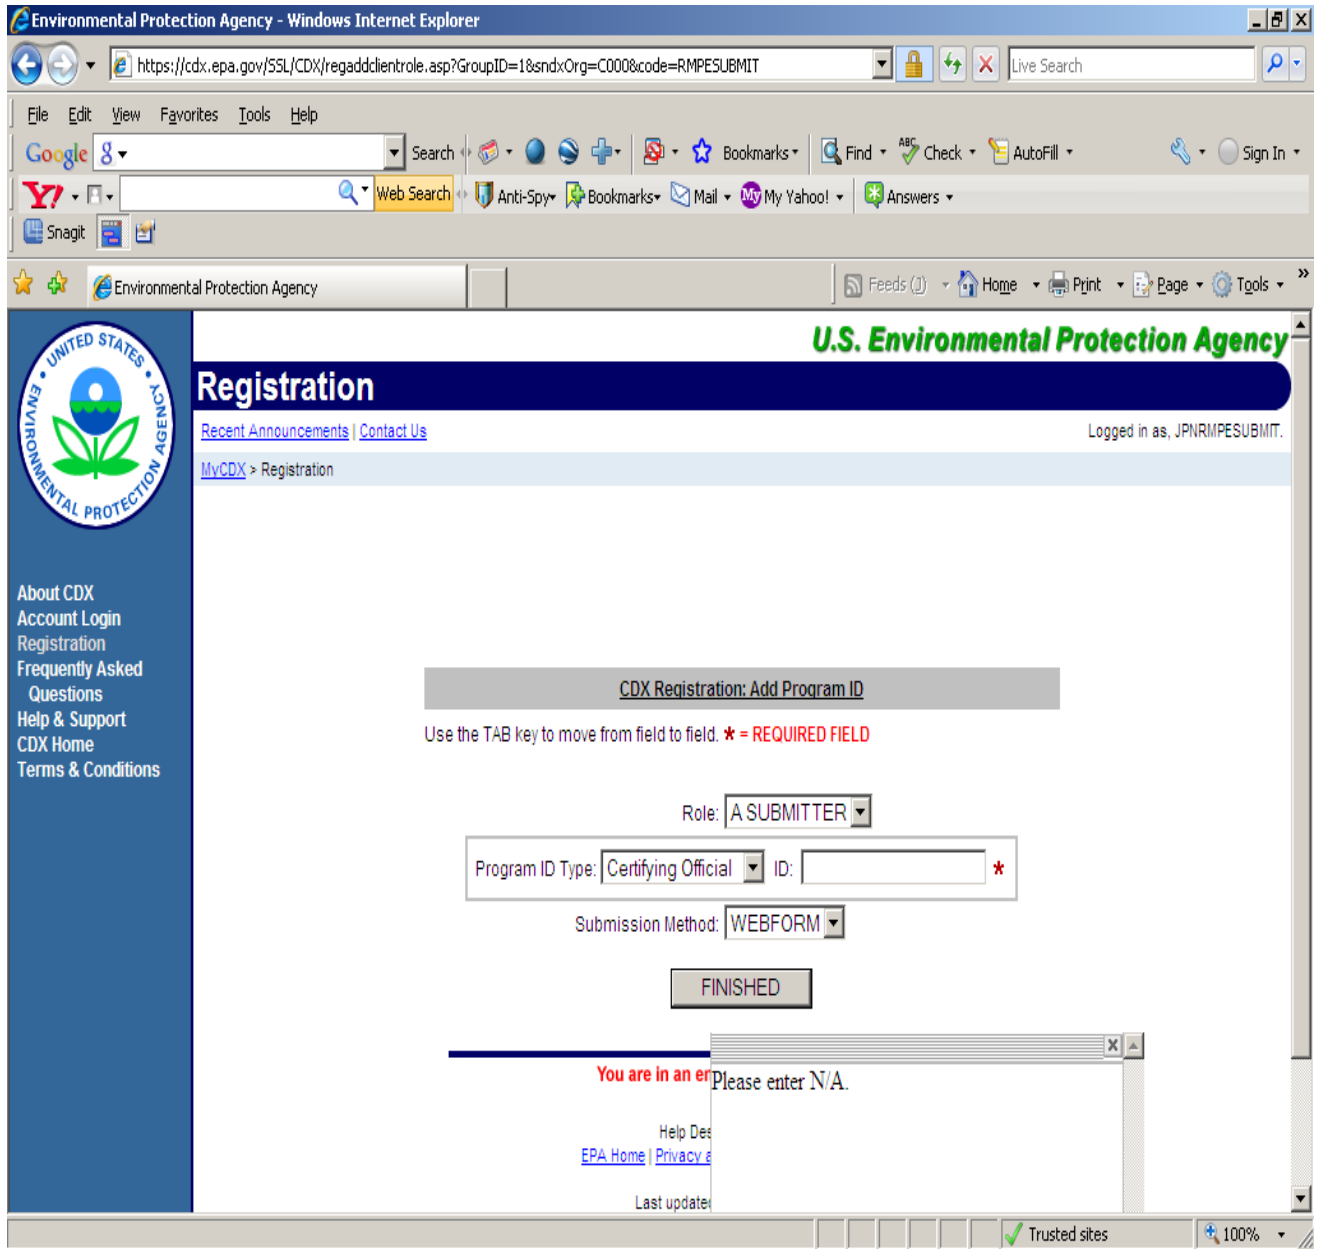 Environmental Protection Agency - Windows Internet Explorer
https://cdx.epa.gov/SSL/CDX/regaddclientrole.asp?GroupID=1&sndxOrg=C000&code=RMPESUBMIT
Live Search
File Edit View Favorites Tools Help
Google Search Bookmarks Find Check AutoFill Sign In
Y! Web Search Anti-Spy Bookmarks Mail My Yahoo! Answers
Snagit
Environmental Protection Agency
Feeds (J) Home Print Page Tools »
UNITED STATES ENVIRONMENTAL PROTECTION AGENCY
U.S. Environmental Protection Agency
Registration
Recent Announcements | Contact Us
Logged in as, JPNRMPESUBMIT.
MyCDX > Registration
About CDX
Account Login
Registration
Frequently Asked
Questions
Help & Support
CDX Home
Terms & Conditions
CDX Registration: Add Program ID
Use the TAB key to move from field to field. * = REQUIRED FIELD
Role: A SUBMITTER
Program ID Type: Certifying Official ID: *
Submission Method: WEBFORM
FINISHED
You are in an
Please enter N/A.
Help
EPA Home | Privacy
Last
Trusted sites
100%